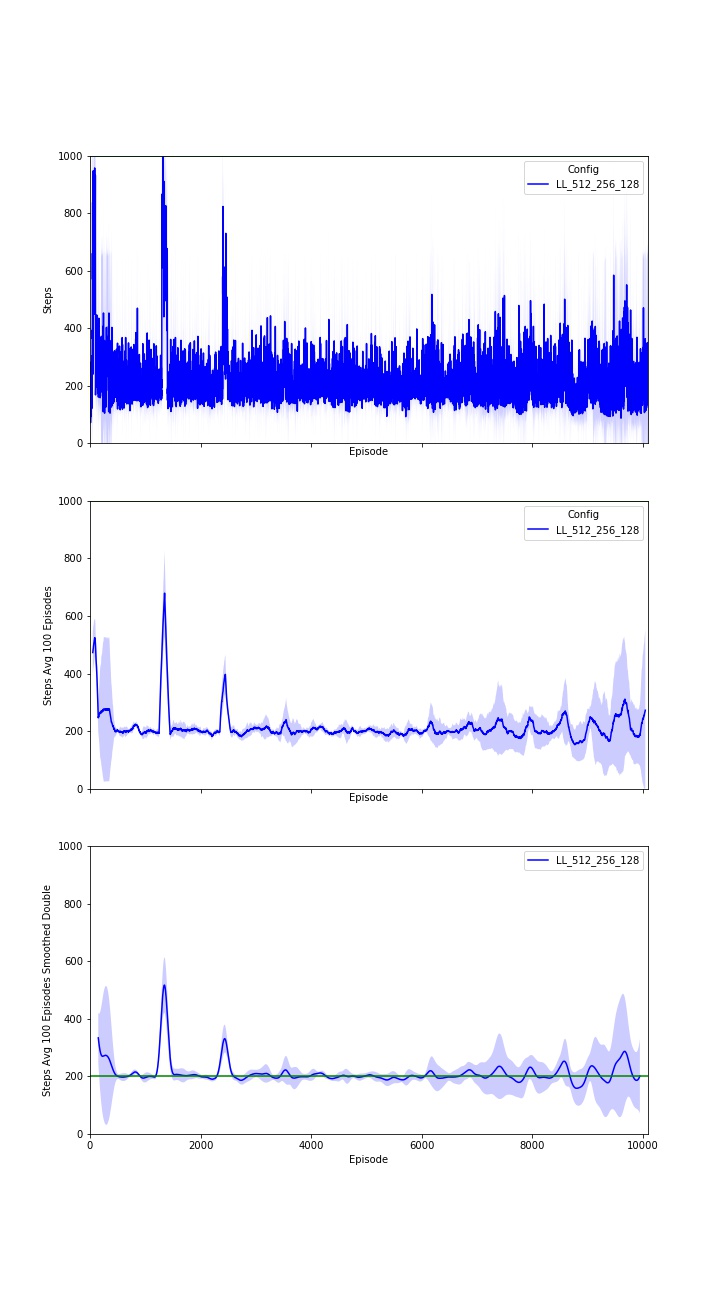 1000
800
600
400
200
0
Steps
Config
LL_512_256_128
Episode
1000
800
600
400
200
0
Steps Avg 100 Episodes
Config
LL_512_256_128
Episode
1000
800
600
400
200
0
Steps Avg 100 Episodes Smoothed Double
LL_512_256_128
0 2000 4000 6000 8000 10000
Episode